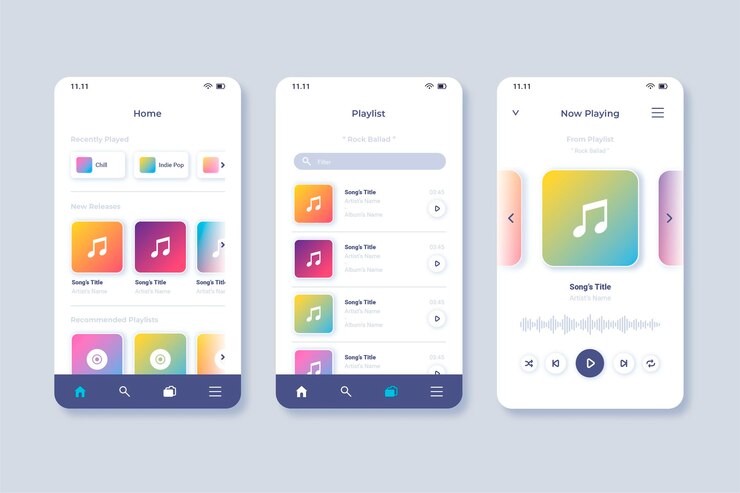 11.11
Home
Recently Played
Chill
Indie Pop
New Releases
Song's Title
Artist's Name
Song's Title
Artist's Name
Song's Tit
Artist's Na
Recommended Playlists
11.11
Playlist
" Rock Ballad "
Filter
Song's Title
03:45
Artist's Name
-
Album's Name
Song's Title
03:45
Artist's Name
-
Album's Name
Song's Title
03:45
Artist's Name
-
Album's Name
Song's Title
03:45
Artist's Name
11.11
Now Playing
From Playlist
" Rock Ballad "
Song's Title
Artist's Name